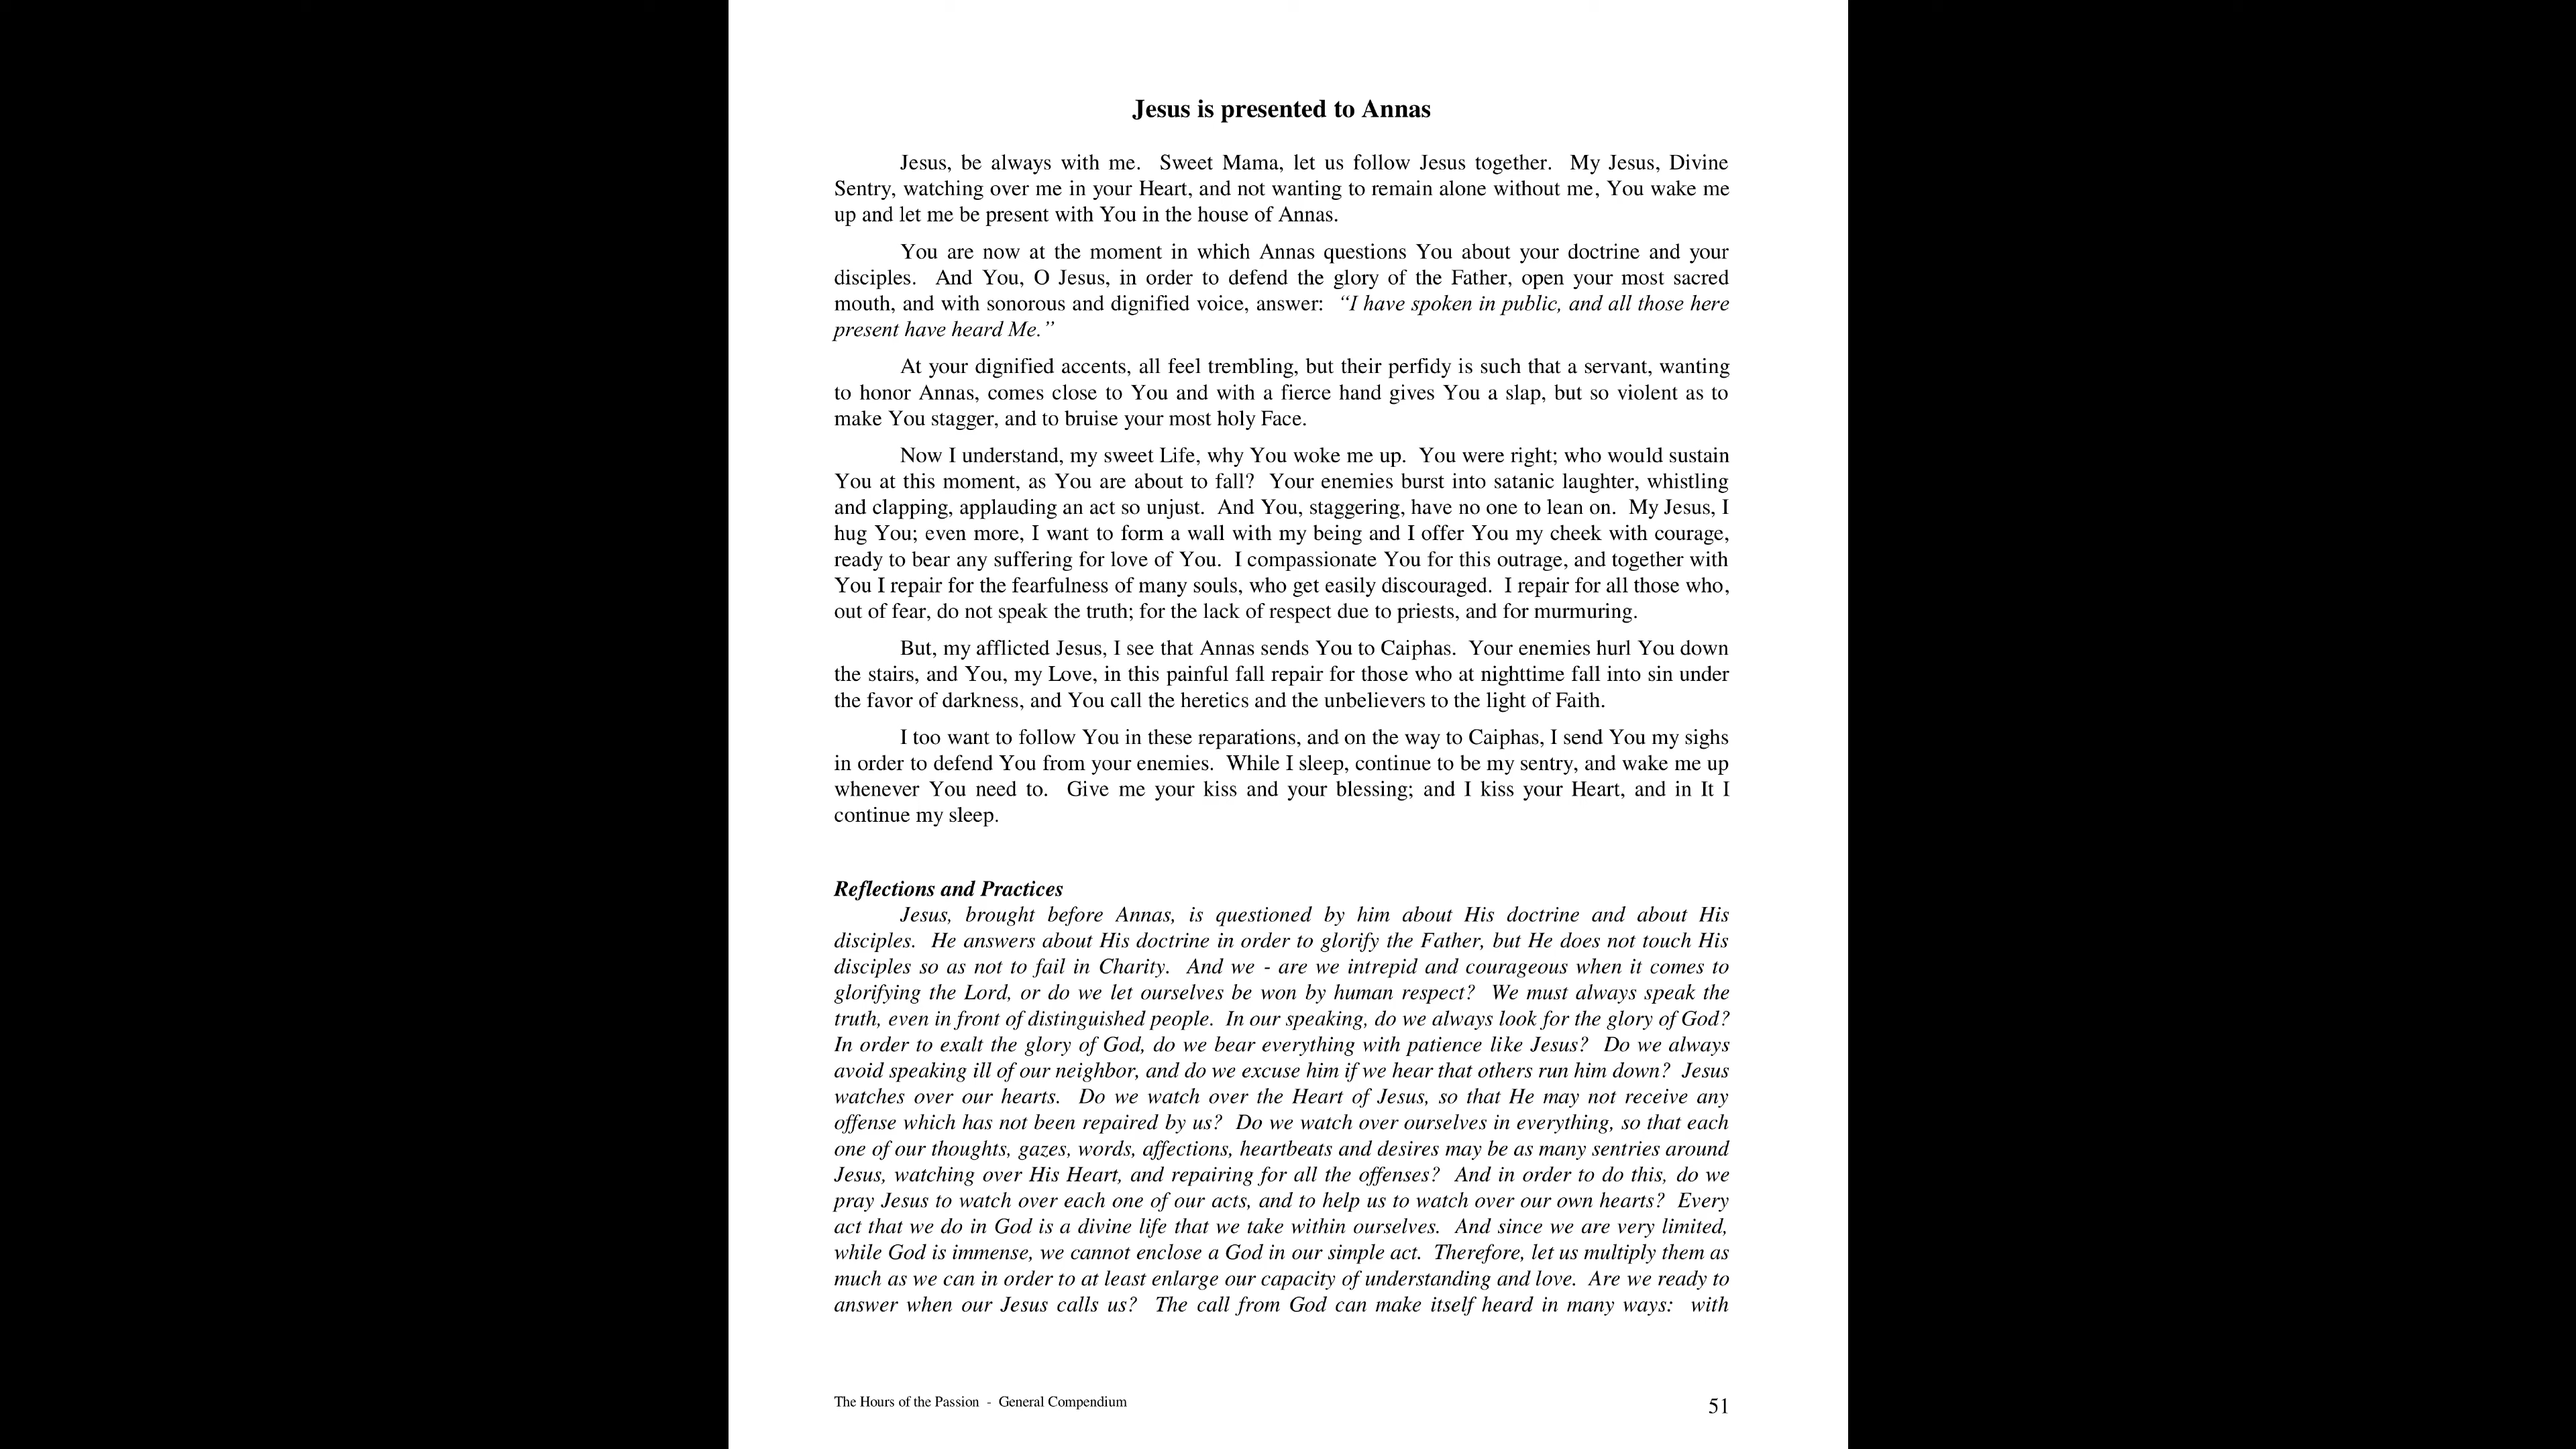 Jesus is presented to Annas
Jesus, be always with me. Sweet Mama, let us follow Jesus together. My Jesus, Divine
Sentry, watching over me in your Heart, and not wanting to remain alone without me, You wake me
up and let me be present with You in the house of Annas.
You are now at the moment in which Annas questions You about your doctrine and your
disciples. And You, O Jesus, in order to defend the glory of the Father, open your most sacred
mouth, and with sonorous and dignified voice, answer: “I have spoken in public, and all those here
present have heard Me.”
At your dignified accents, all feel trembling, but their perfidy is such that a servant, wanting
to honor Annas, comes close to You and with a fierce hand gives You a slap, but so violent as to
make You stagger, and to bruise your most holy Face.
Now I understand, my sweet Life, why You woke me up. You were right; who would sustain
You at this moment, as You are about to fall? Your enemies burst into satanic laughter, whistling
and clapping, applauding an act so unjust. And You, staggering, have no one to lean on. My Jesus, I
hug You; even more, I want to form a wall with my being and I offer You my cheek with courage,
ready to bear any suffering for love of You. I compassionate You for this outrage, and together with
You I repair for the fearfulness of many souls, who get easily discouraged. I repair for all those who,
out of fear, do not speak the truth; for the lack of respect due to priests, and for murmuring.
But, my afflicted Jesus, I see that Annas sends You to Caiphas. Your enemies hurl You down
the stairs, and You, my Love, in this painful fall repair for those who at nighttime fall into sin under
the favor of darkness, and You call the heretics and the unbelievers to the light of Faith.
I too want to follow You in these reparations, and on the way to Caiphas, I send You my sighs
in order to defend You from your enemies. While I sleep, continue to be my sentry, and wake me up
whenever You need to. Give me your kiss and your blessing; and I kiss your Heart, and in It I
continue my sleep.
Reflections and Practices
Jesus, brought before Annas, is questioned by him about His doctrine and about His
disciples. He answers about His doctrine in order to glorify the Father, but He does not touch His
disciples so as not to fail in Charity. And we - are we intrepid and courageous when it comes to
glorifying the Lord, or do we let ourselves be won by human respect? We must always speak the
truth, even in front of distinguished people. In our speaking, do we always look for the glory of God?
In order to exalt the glory of God, do we bear everything with patience like Jesus? Do we always
avoid speaking ill of our neighbor, and do we excuse him if we hear that others run him down? Jesus
watches over our hearts. Do we watch over the Heart of Jesus, so that He may not receive any
offense which has not been repaired by us? Do we watch over ourselves in everything, so that each
one of our thoughts, gazes, words, affections, heartbeats and desires may be as many sentries around
Jesus, watching over His Heart, and repairing for all the offenses? And in order to do this, do we
pray Jesus to watch over each one of our acts, and to help us to watch over our own hearts? Every
act that we do in God is a divine life that we take within ourselves. And since we are very limited,
while God is immense, we cannot enclose a God in our simple act. Therefore, let us multiply them as
much as we can in order to at least enlarge our capacity of understanding and love. Are we ready to
answer when our Jesus calls us? The call from God can make itself heard in many ways: with
The Hours of the Passion - General Compendium 51